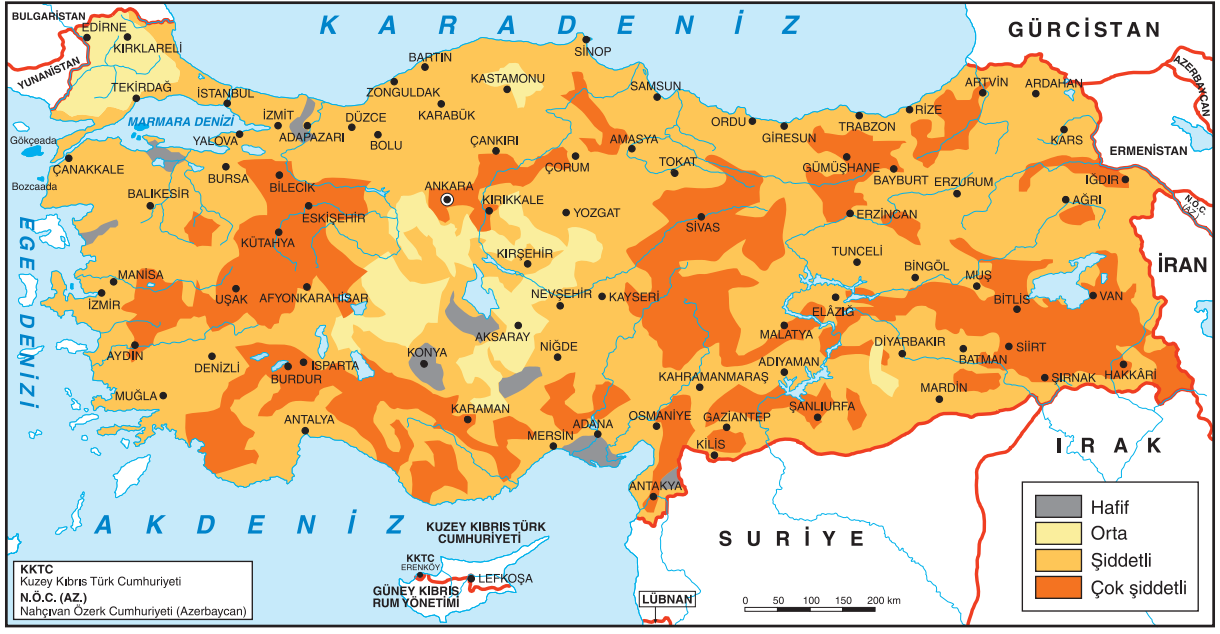 KARADENİZ
BULGARİSTAN
YUNANİSTAN
GÜRCİSTAN
AZERBAYCAN
ERMENİSTAN
N.Ö.C.
(AZ.)
İRAN
IRAK
SURİYE
LÜBNAN
MARMARA DENİZİ
EGE DENİZİ
AKDENİZ
Gökçeada
Bozcaada
EDİRNE
KIRKLARELİ
TEKİRDAĞ
İSTANBUL
İZMİT
ADAPAZARI
YALOVA
DÜZCE
BOLU
ZONGULDAK
BARTIN
KARABÜK
KASTAMONU
SİNOP
SAMSUN
ÇANKIRI
ÇORUM
AMASYA
TOKAT
ORDU
GİRESUN
TRABZON
RİZE
ARTVİN
ARDAHAN
KARS
GÜMÜŞHANE
BAYBURT
ERZURUM
IĞDIR
AĞRI
ÇANAKKALE
BALIKESİR
BURSA
BİLECİK
ESKİŞEHİR
KÜTAHYA
ANKARA
KIRIKKALE
YOZGAT
SİVAS
ERZİNCAN
TUNCELİ
BİNGÖL
MUŞ
BİTLİS
VAN
MANİSA
İZMİR
UŞAK
AFYONKARAHİSAR
KIRŞEHİR
NEVŞEHİR
KAYSERİ
AKSARAY
NİĞDE
KONYA
MALATYA
ELÂZIĞ
DİYARBAKIR
BATMAN
SİİRT
ŞIRNAK
HAKKÂRİ
AYDIN
DENİZLİ
BURDUR
ISPARTA
MUĞLA
ANTALYA
KARAMAN
MERSİN
ADANA
OSMANİYE
KAHRAMANMARAŞ
ADIYAMAN
GAZİANTEP
KİLİS
ŞANLIURFA
MARDİN
ANTAKYA
KUZEY KIBRIS TÜRK
CUMHURİYETİ
KKTC
ERENKÖY
LEFKOŞA
GÜNEY KIBRIS
RUM YÖNETİMİ
KKTC
Kuzey Kıbrıs Türk Cumhuriyeti
N.Ö.C. (AZ.)
Nahçıvan Özerk Cumhuriyeti (Azerbaycan)
0 50 100 150 200 km
Hafif
Orta
Şiddetli
Çok şiddetli